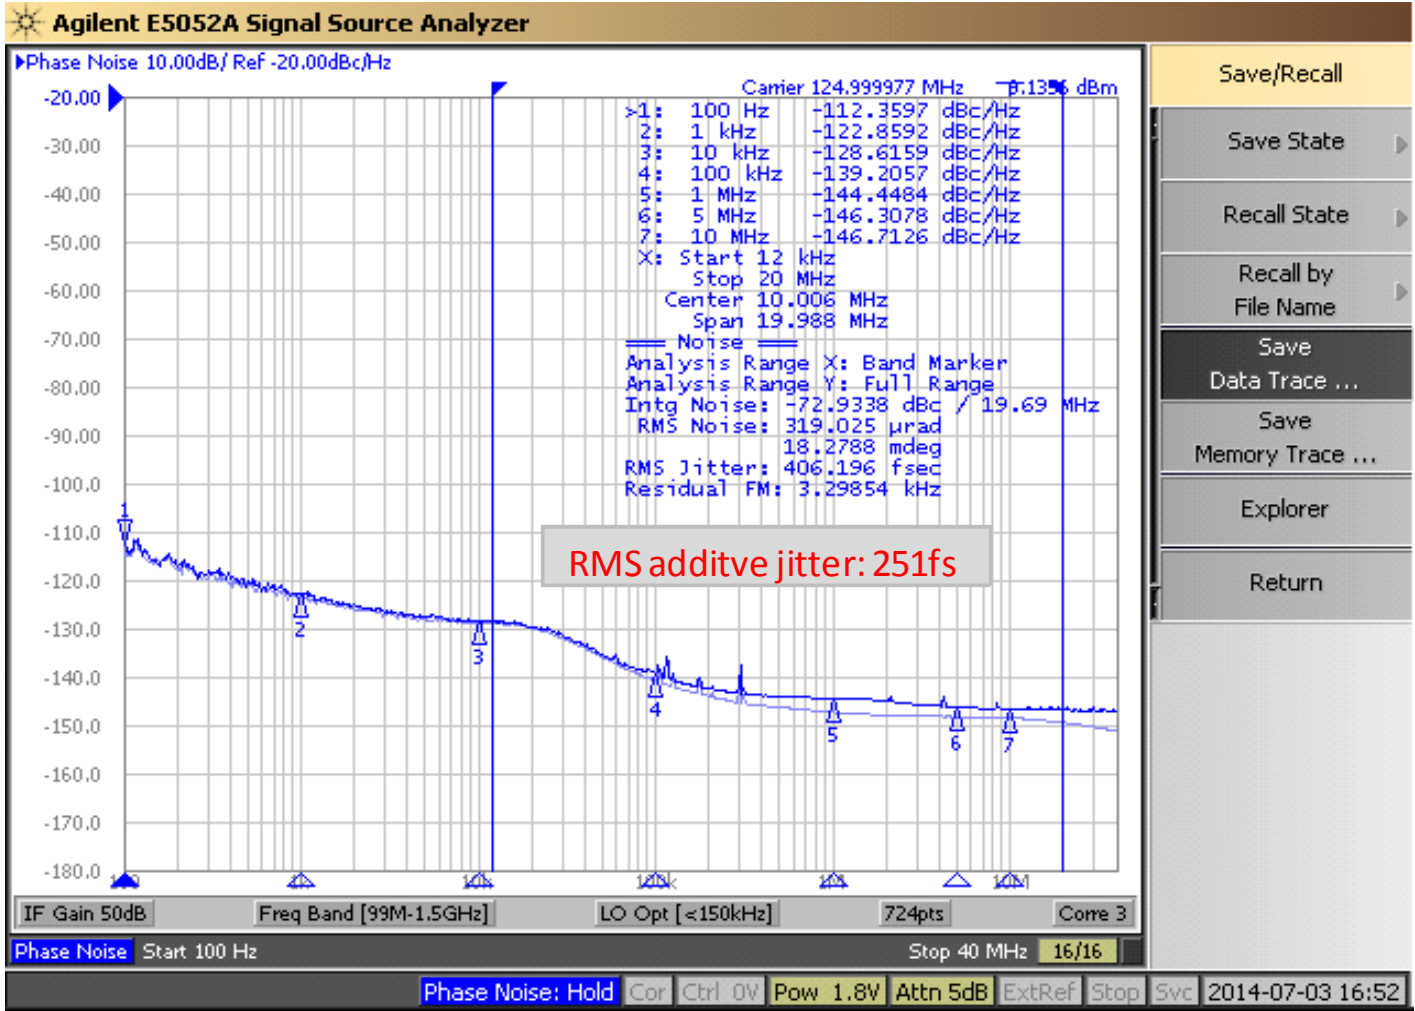 Agilent E5052A Signal Source Analyzer
Phase Noise 10.00dB/ Ref -20.00dBc/Hz
Carrier 124.999977 MHz dBm
-20.00
-30.00
-40.00
-50.00
-60.00
-70.00
-80.00
-90.00
-100.0
-110.0
-120.0
-130.0
-140.0
-150.0
-160.0
-170.0
-180.0
>1: 100 Hz -112.3597 dBc/Hz
2: 1 kHz -122.8592 dBc/Hz
3: 10 kHz -128.6159 dBc/Hz
4: 100 kHz -139.2057 dBc/Hz
5: 1 MHz -144.4484 dBc/Hz
6: 5 MHz -146.3078 dBc/Hz
7: 10 MHz -146.7126 dBc/Hz
X: Start 12 kHz
Stop 20 MHz
Center 10.006 MHz
Span 19.988 MHz
=== Noise ===
Analysis Range X: Band Marker
Analysis Range Y: Full Range
Intg Noise: -72.9338 dBc / 19.69 MHz
RMS Noise: 319.025 µrad
18.2788 mdeg
RMS Jitter: 406.196 fsec
Residual FM: 3.29854 kHz
RMS additve jitter: 251fs
1
2
3
4
5
6
7
IF Gain 50dB
Freq Band [99M-1.5GHz]
LO Opt [<150kHz]
724pts
Corre 3
Phase Noise Start 100 Hz
Stop 40 MHz 16/16
Phase Noise: Hold Cor Ctrl 0V Pow 1.8V Attn 5dB ExtRef Stop Svc 2014-07-03 16:52
Save/Recall
Save State
Recall State
Recall by
File Name
Save
Data Trace ...
Save
Memory Trace ...
Explorer
Return